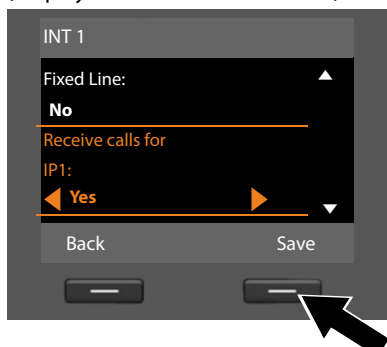 INT 1
Fixed Line:
No
Receive calls for
IP1:
Yes
Back Save